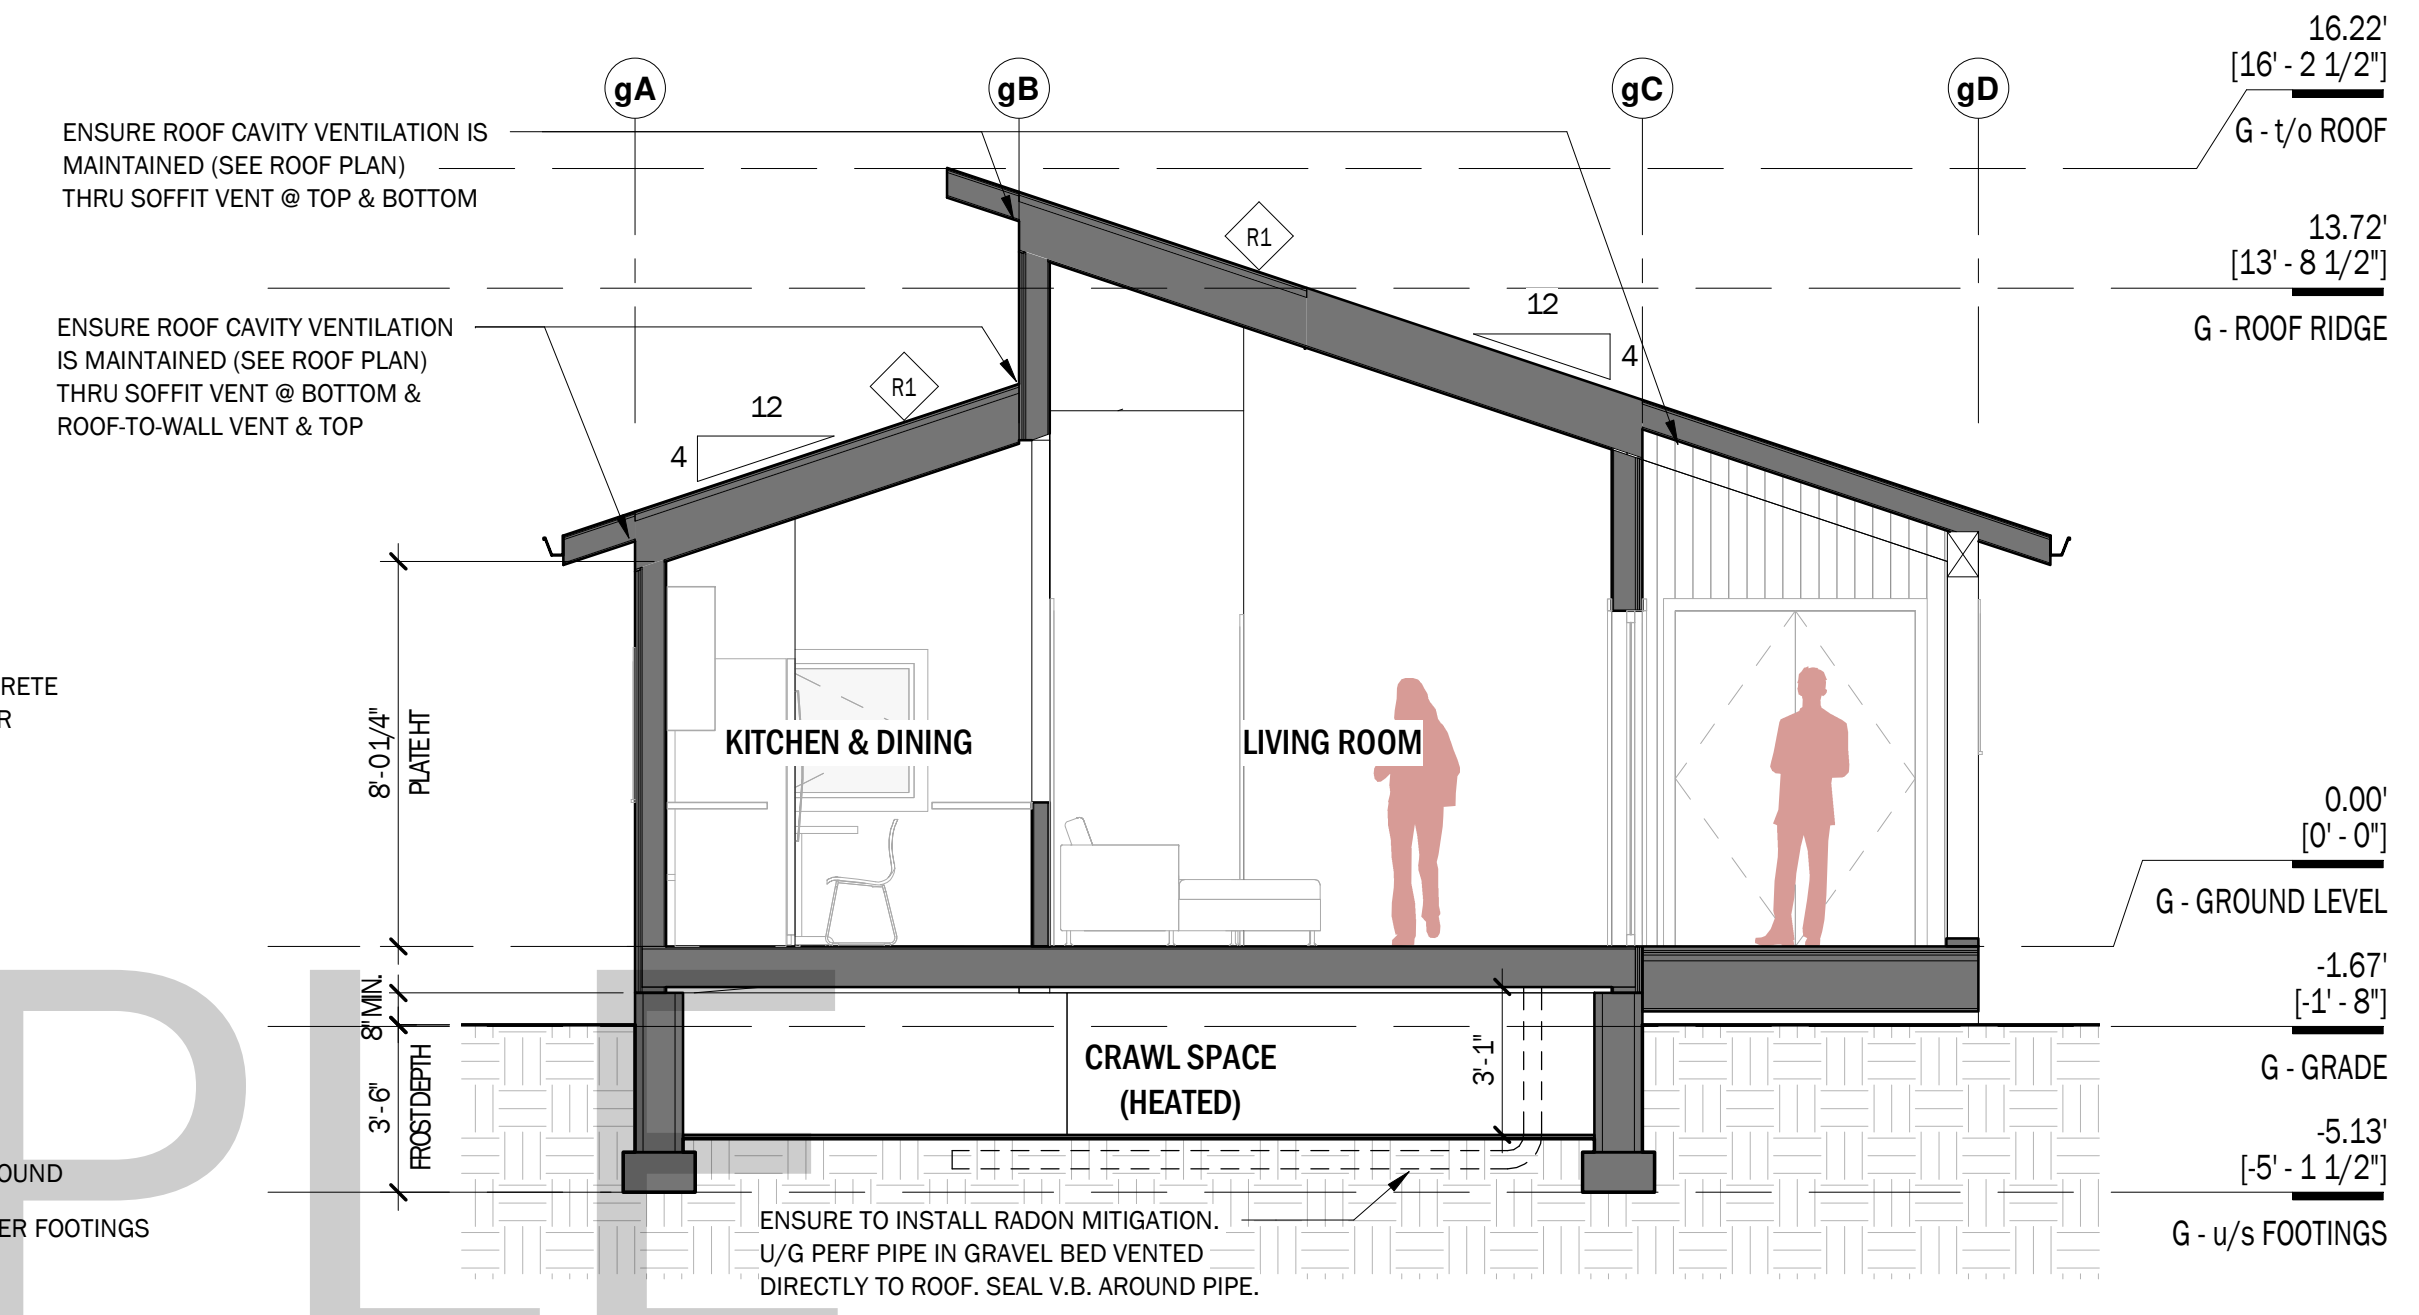 gA
gB
gC
gD
16.22'
[16' - 2 1/2"]
G - t/o ROOF
ENSURE ROOF CAVITY VENTILATION IS
MAINTAINED (SEE ROOF PLAN)
THRU SOFFIT VENT @ TOP & BOTTOM
13.72'
[13' - 8 1/2"]
G - ROOF RIDGE
R1
12
4
ENSURE ROOF CAVITY VENTILATION
IS MAINTAINED (SEE ROOF PLAN)
THRU SOFFIT VENT @ BOTTOM &
ROOF-TO-WALL VENT & TOP
R1
12
4
RETE
R
8'-0 1/4"
PLATE HT
KITCHEN & DINING
LIVING ROOM
0.00'
[0' - 0"]
G - GROUND LEVEL
-1.67'
[-1' - 8"]
G - GRADE
8" MIN.
3'-6"
FROST DEPTH
CRAWL SPACE
(HEATED)
3'-1"
-5.13'
[-5' - 1 1/2"]
G - u/s FOOTINGS
OUND
ER FOOTINGS
ENSURE TO INSTALL RADON MITIGATION.
U/G PERF PIPE IN GRAVEL BED VENTED
DIRECTLY TO ROOF. SEAL V.B. AROUND PIPE.
PLE